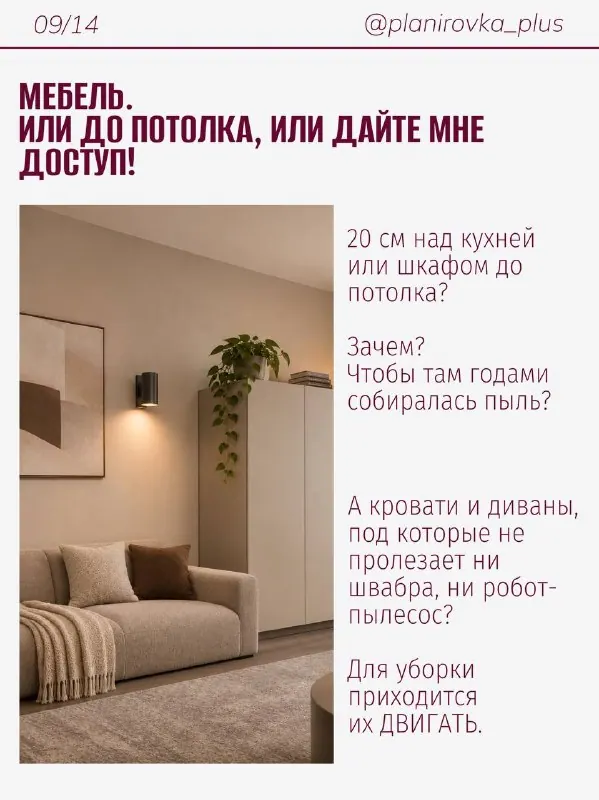 09/14
@planirovka_plus
МЕБЕЛЬ.
ИЛИ ДО ПОТОЛКА, ИЛИ ДАЙТЕ МНЕ
ДОСТУП!
20 см над кухней
или шкафом до
потолка?
Зачем?
Чтобы там годами
собиралась пыль?
А кровати и диваны,
под которые не
пролезает ни
швабра, ни робот-
пылесос?
Для уборки
приходится
их ДВИГАТЬ.